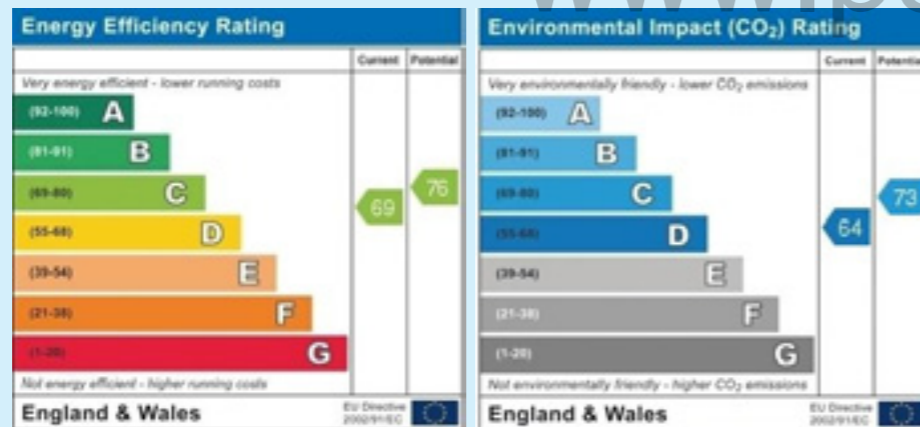 Energy Efficiency Rating
Current Potential
Very energy efficient - lower running costs
(92-100) A
(81-91) B
(69-80) C
(55-68) D
(39-54) E
(21-38) F
(1-20) G
69
76
Not energy efficient - higher running costs
England & Wales
EU Directive
2002/91/EC
Environmental Impact (CO₂) Rating
Current Potential
Very environmentally friendly - lower CO₂ emissions
(92-100) A
(81-91) B
(69-80) C
(55-68) D
(39-54) E
(21-38) F
(1-20) G
64
73
Not environmentally friendly - higher CO₂ emissions
England & Wales
EU Directive
2002/91/EC